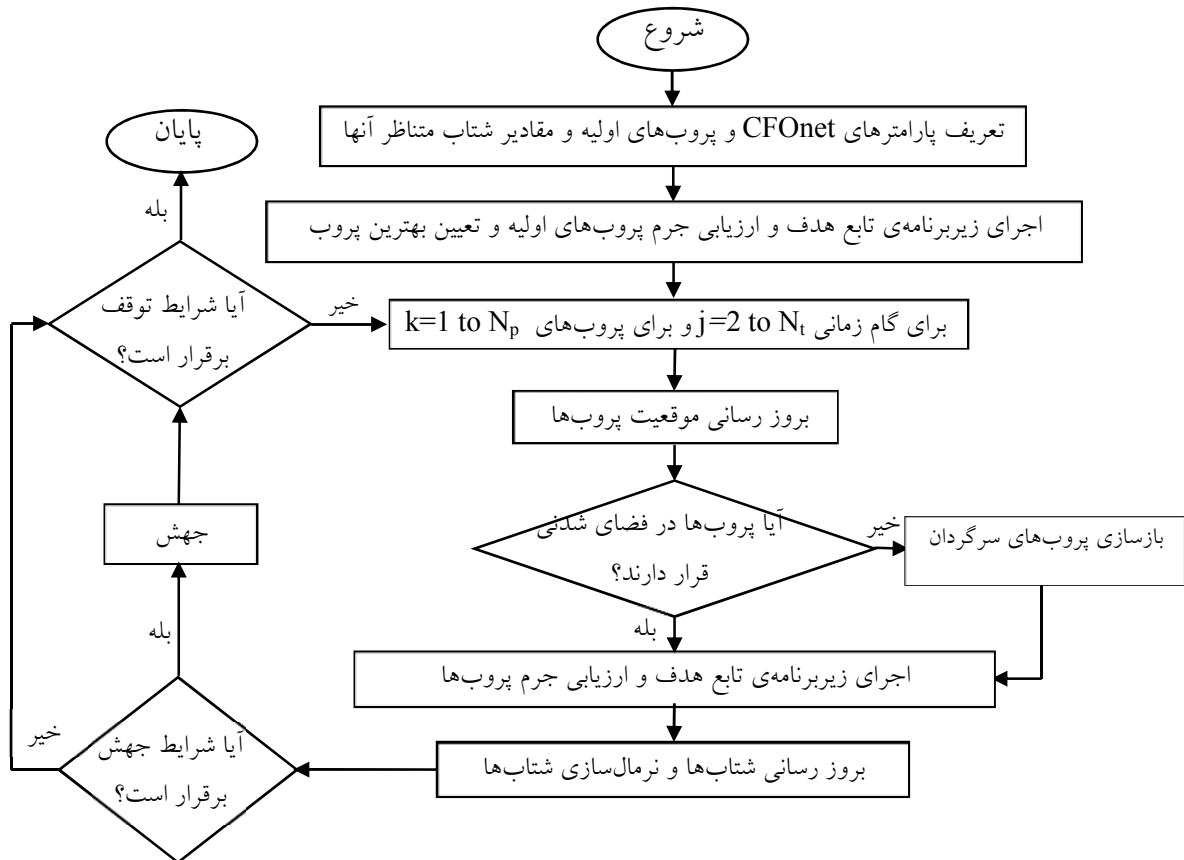 شروع
تعریف پارامترهای CFOnet و پروب‌های اولیه و مقادیر شتاب متناظر آنها
اجرای زیربرنامه‌ی تابع هدف و ارزیابی جرم پروب‌های اولیه و تعیین بهترین پروب
برای گام زمانی j=2 to Nt و برای پروب‌های k=1 to Np
بروز رسانی موقعیت پروب‌ها
آیا پروب‌ها در فضای شدنی
قرار دارند؟
خیر
بازسازی پروب‌های سرگردان
بله
اجرای زیربرنامه‌ی تابع هدف و ارزیابی جرم پروب‌ها
بروز رسانی شتاب‌ها و نرمال‌سازی شتاب‌ها
آیا شرایط جهش
برقرار است؟
خیر
بله
جهش
آیا شرایط توقف
برقرار است؟
خیر
بله
پایان